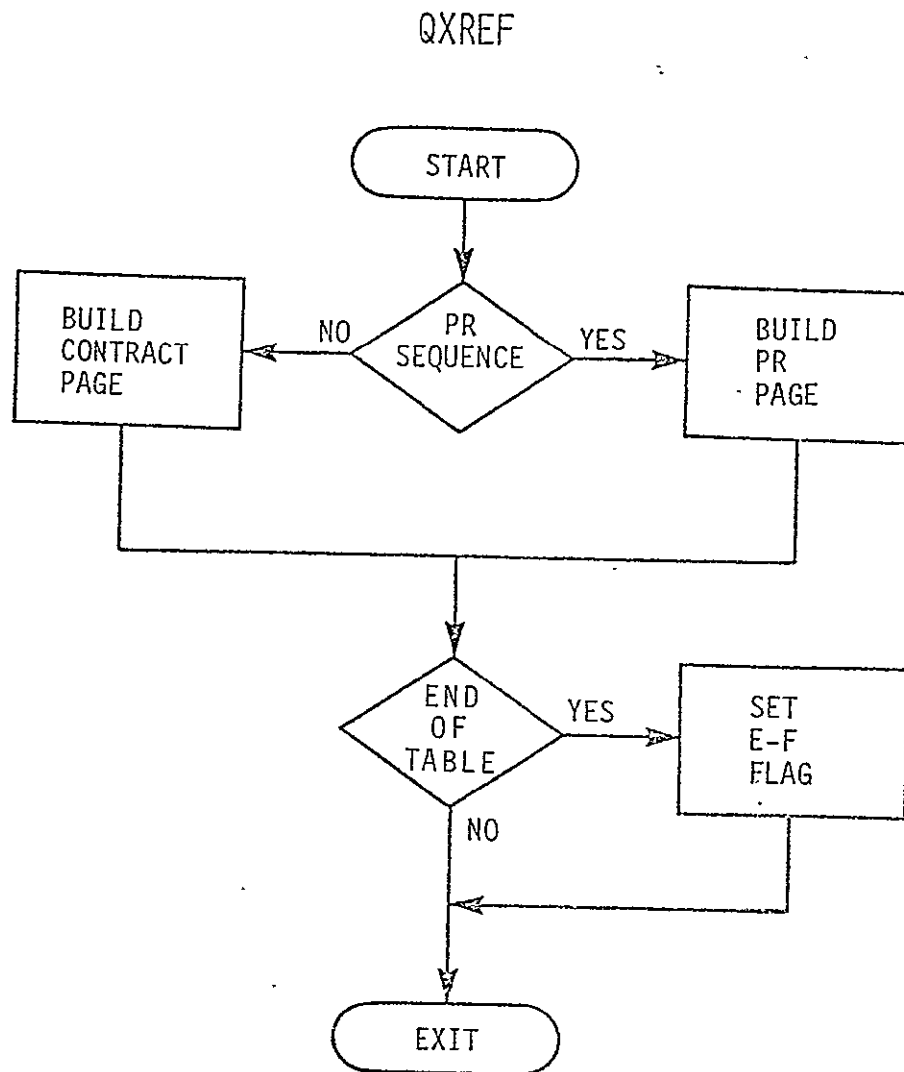 QXREF
START
PR
SEQUENCE
NO
YES
BUILD
CONTRACT
PAGE
BUILD
PR
PAGE
END
OF
TABLE
YES
NO
SET
E-F
FLAG
EXIT